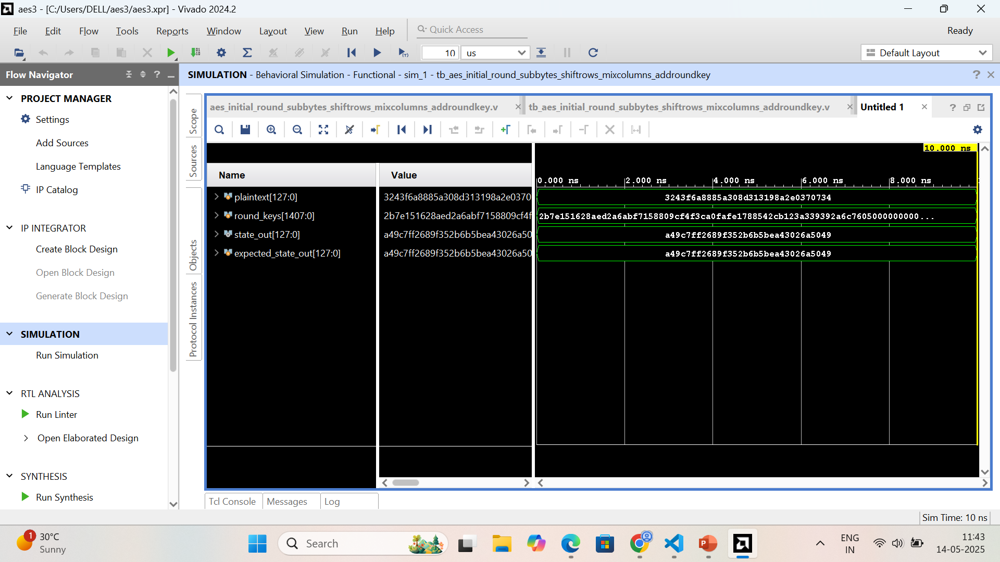 aes3 - [C:/Users/DELL/aes3/aes3.xpr] - Vivado 2024.2
File Edit Flow Tools Reports Window Layout View Run Help Quick Access Ready
10 us Default Layout
Flow Navigator
PROJECT MANAGER
Settings
Add Sources
Language Templates
IP Catalog
IP INTEGRATOR
Create Block Design
Open Block Design
Generate Block Design
SIMULATION
Run Simulation
RTL ANALYSIS
Run Linter
Open Elaborated Design
SYNTHESIS
Run Synthesis
SIMULATION - Behavioral Simulation - Functional - sim_1 - tb_aes_initial_round_subbytes_shiftrows_mixcolumns_addroundkey
Scope
Sources
Objects
Protocol Instances
aes_initial_round_subbytes_shiftrows_mixcolumns_addroundkey.v tb_aes_initial_round_subbytes_shiftrows_mixcolumns_addroundkey.v Untitled 1
10.000 ns
Name Value
0.000 ns 2.000 ns 4.000 ns 6.000 ns 8.000 ns
plaintext[127:0] 3243f6a8885a308d313198a2e0370 3243f6a8885a308d313198a2e0370734
round_keys[1407:0] 2b7e151628aed2a6abf7158809cf4f 2b7e151628aed2a6abf7158809cf4f3ca0fafe1788542cb123a339392a6c7605000000000...
state_out[127:0] a49c7ff2689f352b6b5bea43026a50 a49c7ff2689f352b6b5bea43026a5049
expected_state_out[127:0] a49c7ff2689f352b6b5bea43026a50 a49c7ff2689f352b6b5bea43026a5049
Tcl Console Messages Log
Sim Time: 10 ns
1
30°C
Sunny
Search
ENG
IN
11:43
14-05-2025